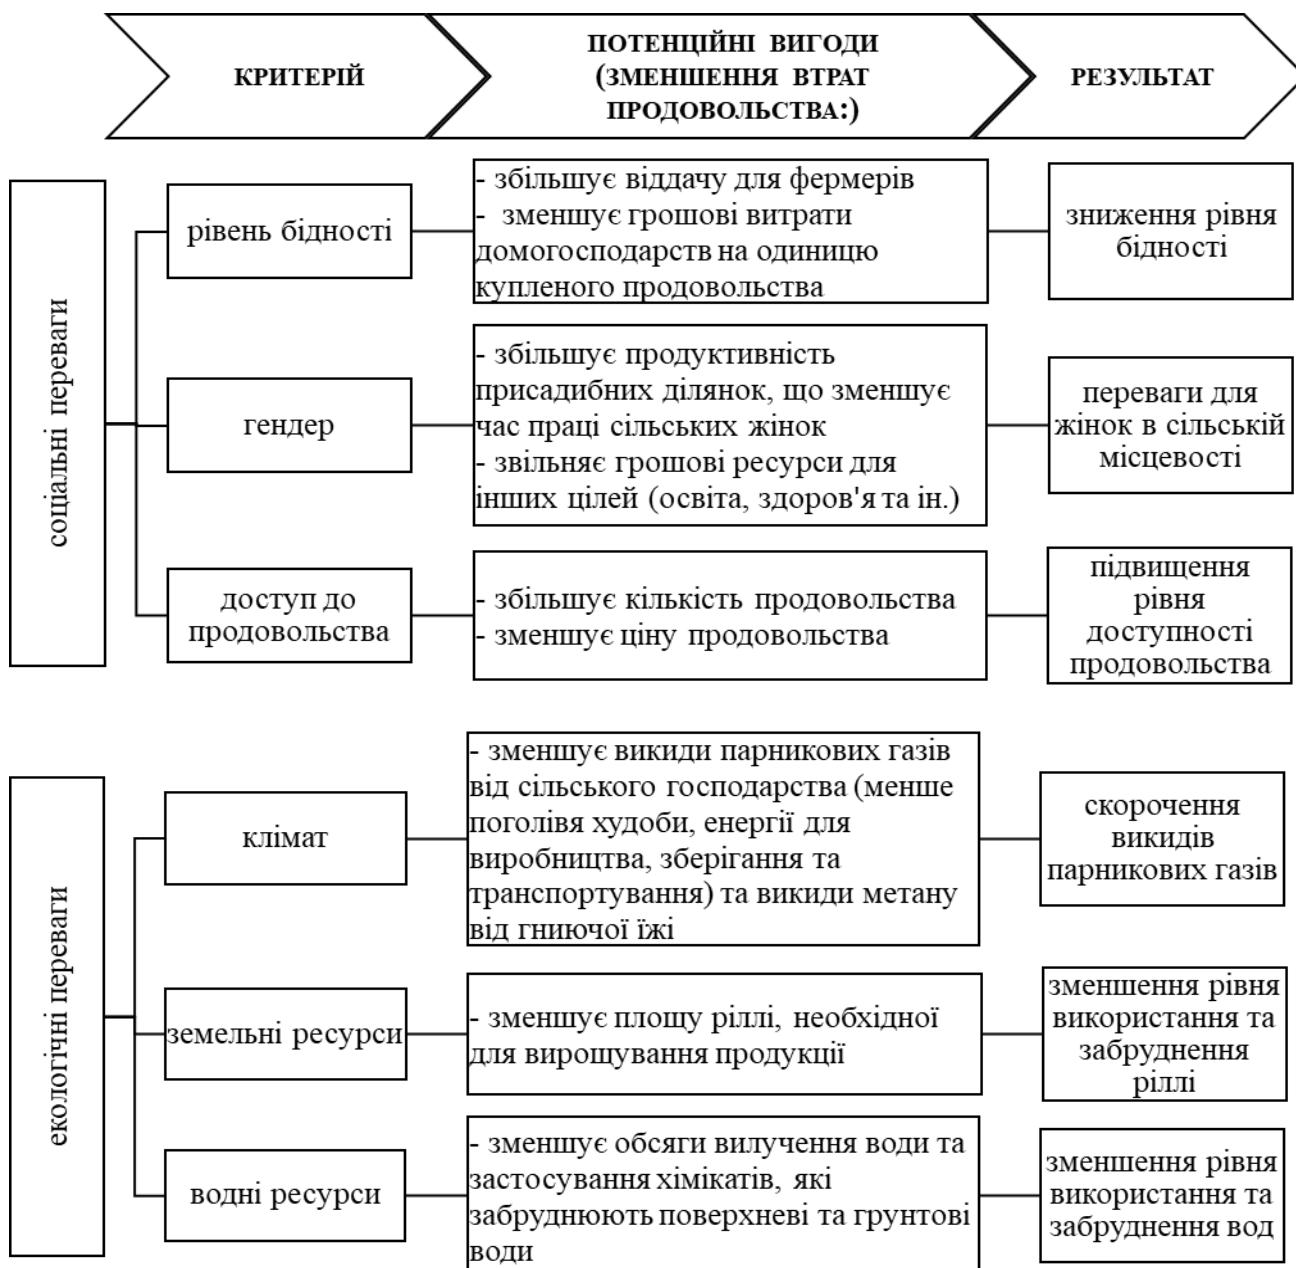 КРИТЕРІЙ
ПОТЕНЦІЙНІ ВИГОДИ
(ЗМЕНШЕННЯ ВТРАТ
ПРОДОВОЛЬСТВА:)
РЕЗУЛЬТАТ
соціальні переваги
рівень бідності
- збільшує віддачу для фермерів
- зменшує грошові витрати
домогосподарств на одиницю
купленого продовольства
зниження рівня
бідності
гендер
- збільшує продуктивність
присадибних ділянок, що зменшує
час праці сільських жінок
- звільняє грошові ресурси для
інших цілей (освіта, здоров'я та ін.)
переваги для
жінок в сільській
місцевості
доступ до
продовольства
- збільшує кількість продовольства
- зменшує ціну продовольства
підвищення
рівня
доступності
продовольства
екологічні переваги
клімат
- зменшує викиди парникових газів
від сільського господарства (менше
поголівя худоби, енергії для
виробництва, зберігання та
транспортування) та викиди метану
від гниючої їжі
скорочення
викидів
парникових газів
земельні ресурси
- зменшує площу ріллі, необхідної
для вирощування продукції
зменшення рівня
використання та
забруднення
ріллі
водні ресурси
- зменшує обсяги вилучення води та
застосування хімікатів, які
забруднюють поверхневі та грунтові
води
зменшення рівня
використання та
забруднення вод